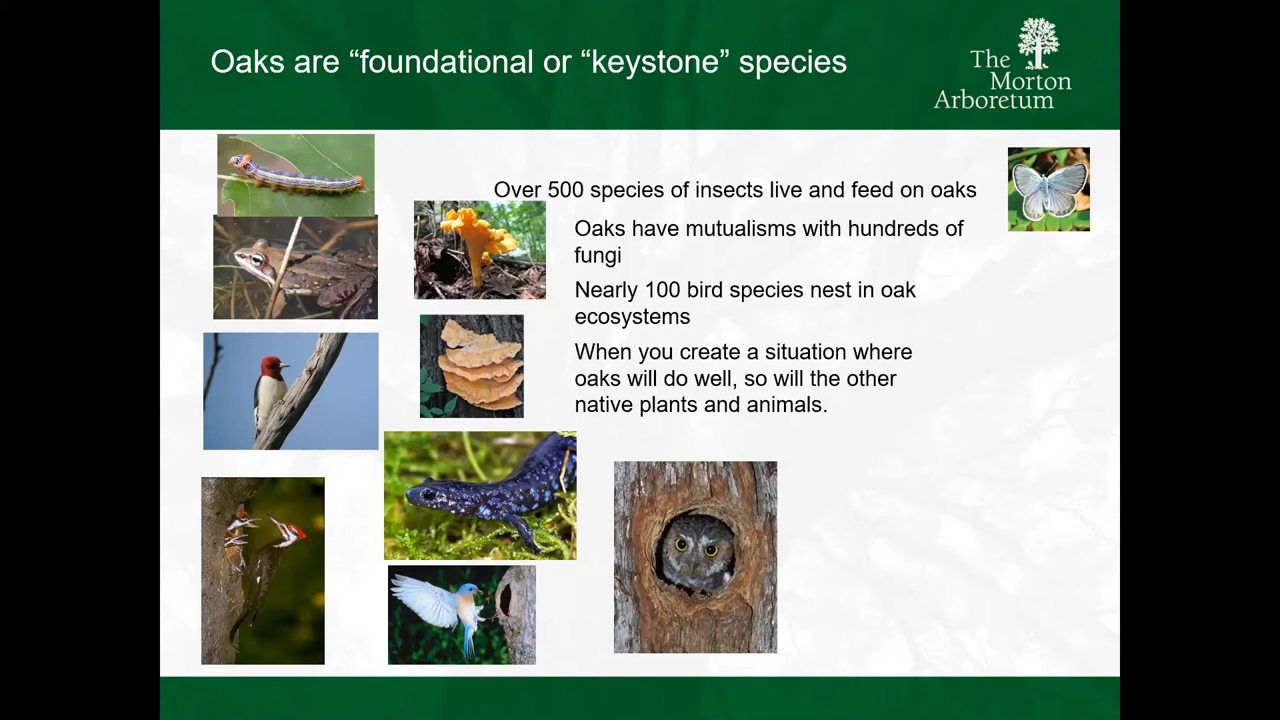 Oaks are “foundational or “keystone” species
The
Morton
Arboretum
Over 500 species of insects live and feed on oaks
Oaks have mutualisms with hundreds of
fungi
Nearly 100 bird species nest in oak
ecosystems
When you create a situation where
oaks will do well, so will the other
native plants and animals.